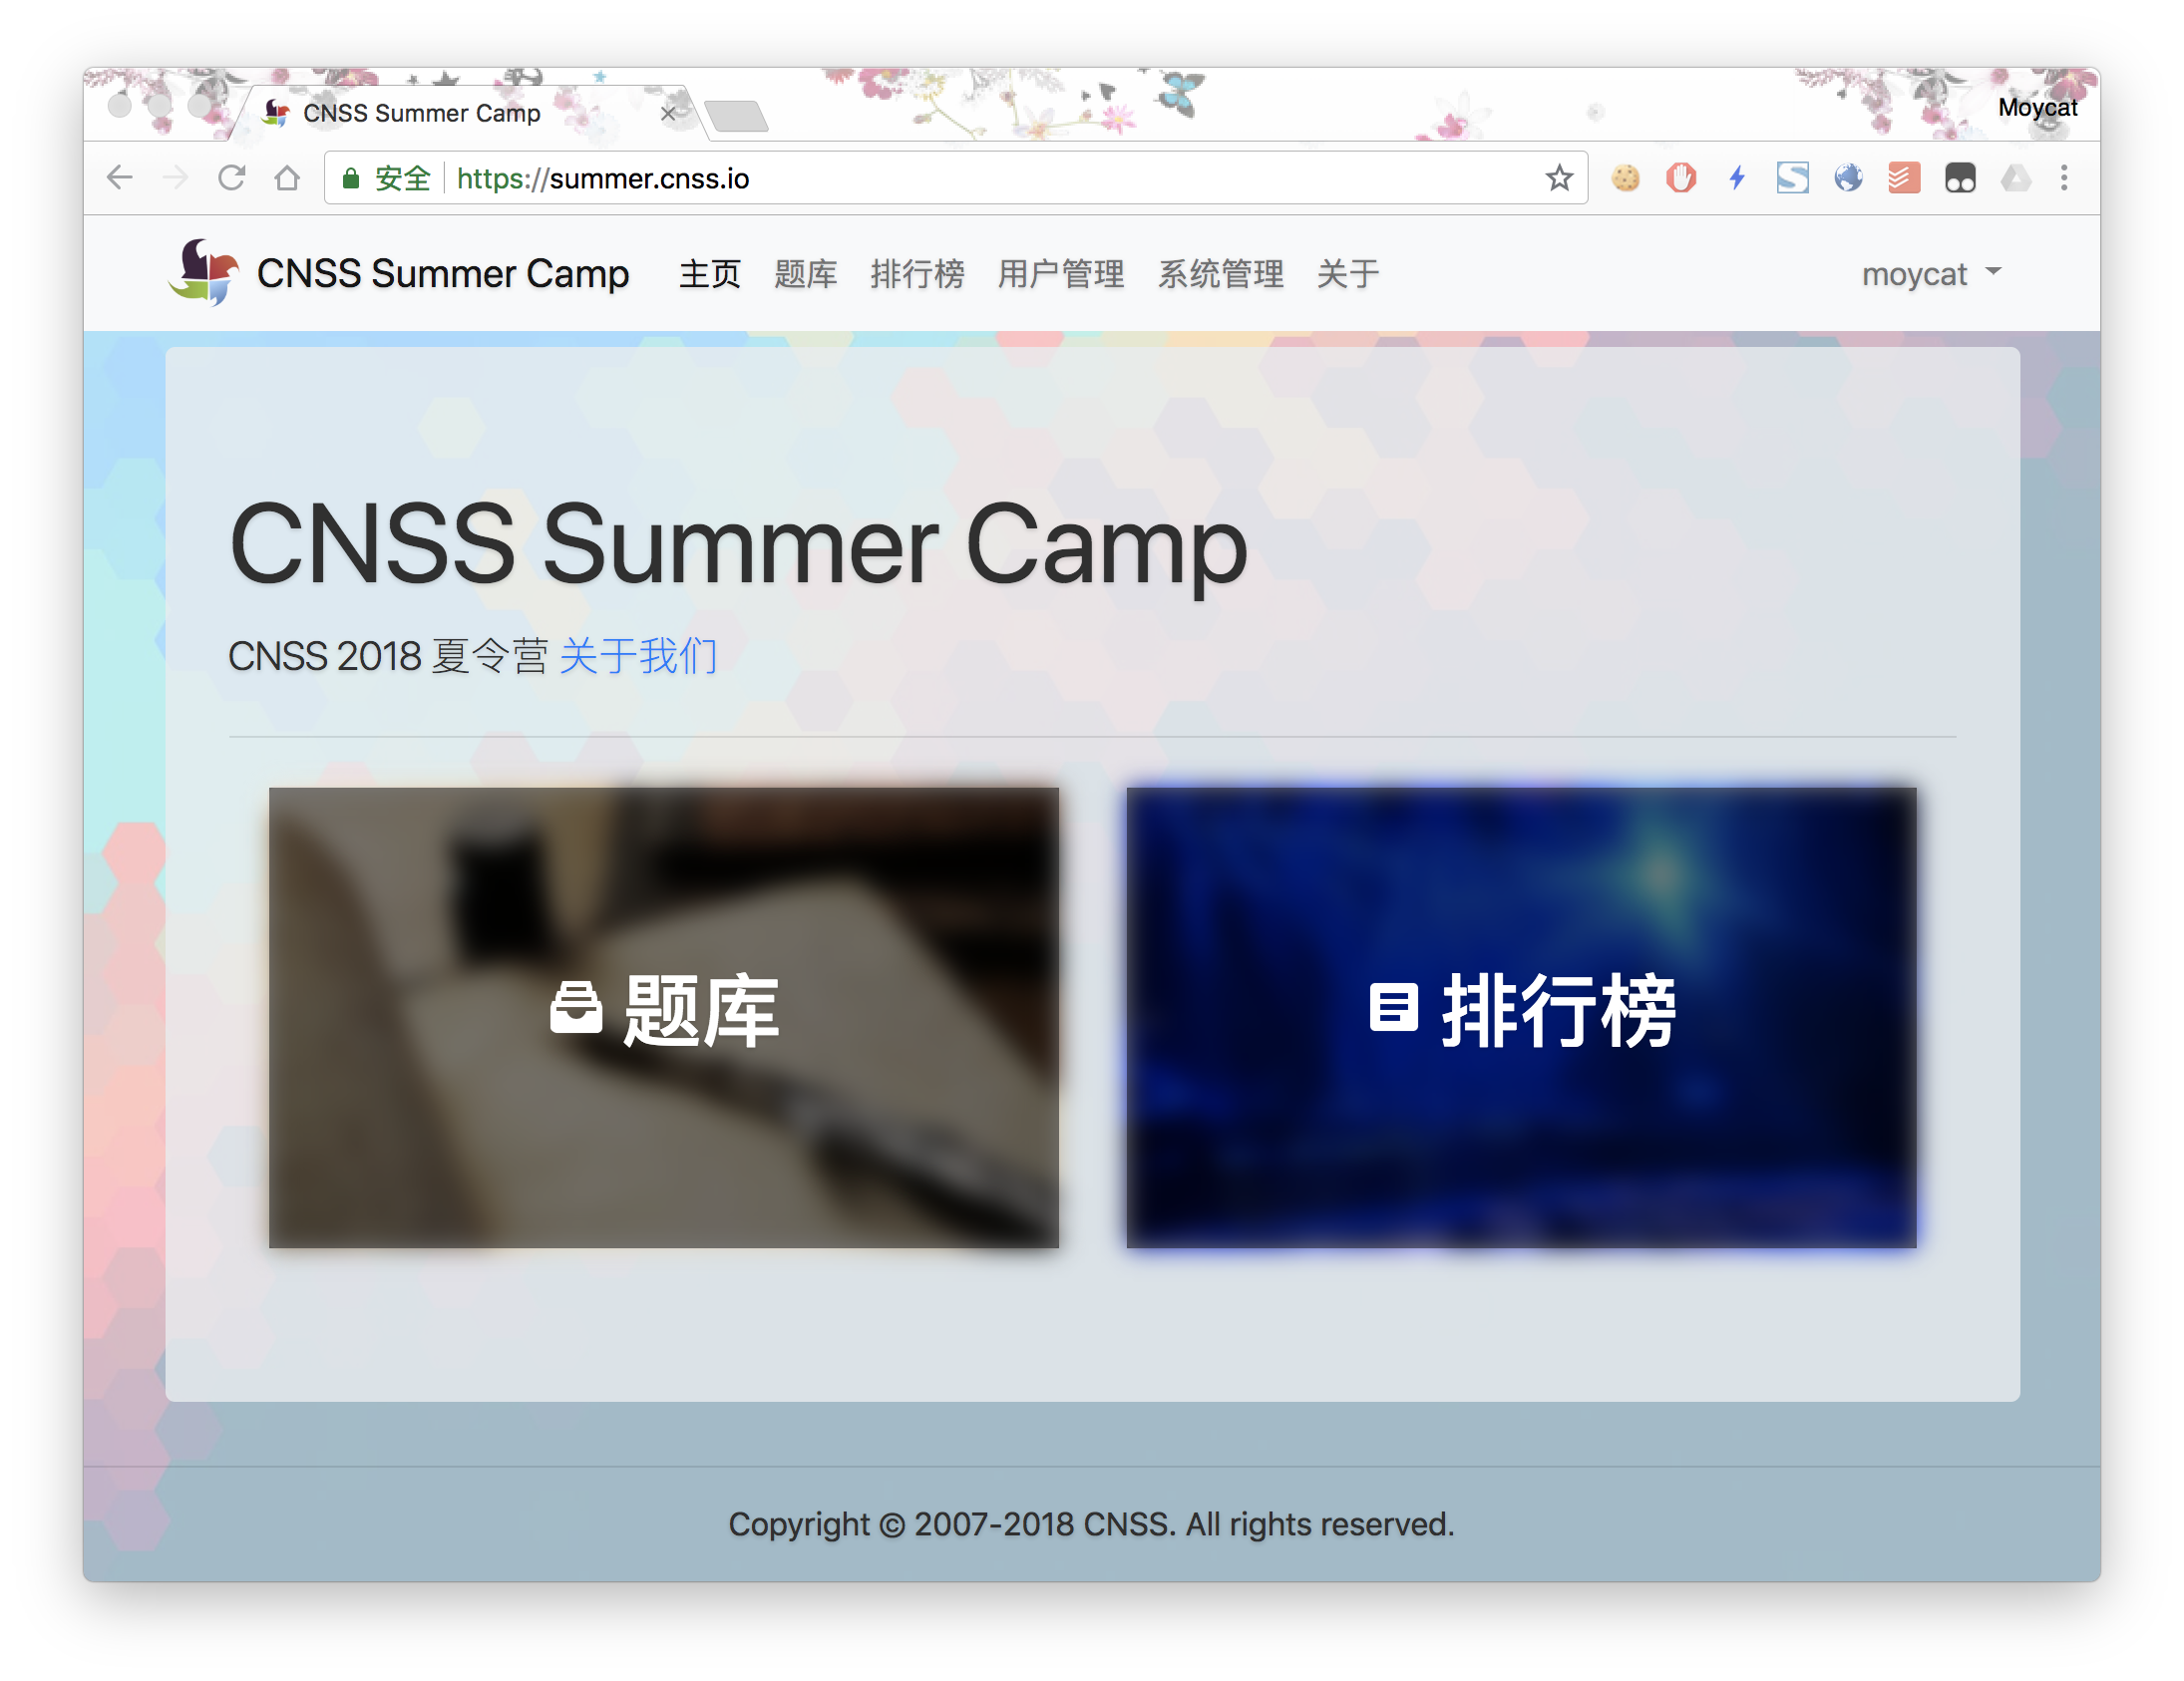 CNSS Summer Camp
Moycat
安全 https://summer.cnss.io
CNSS Summer Camp 主页 题库 排行榜 用户管理 系统管理 关于 moycat
CNSS Summer Camp
CNSS 2018 夏令营 关于我们
题库 排行榜
Copyright © 2007-2018 CNSS. All rights reserved.